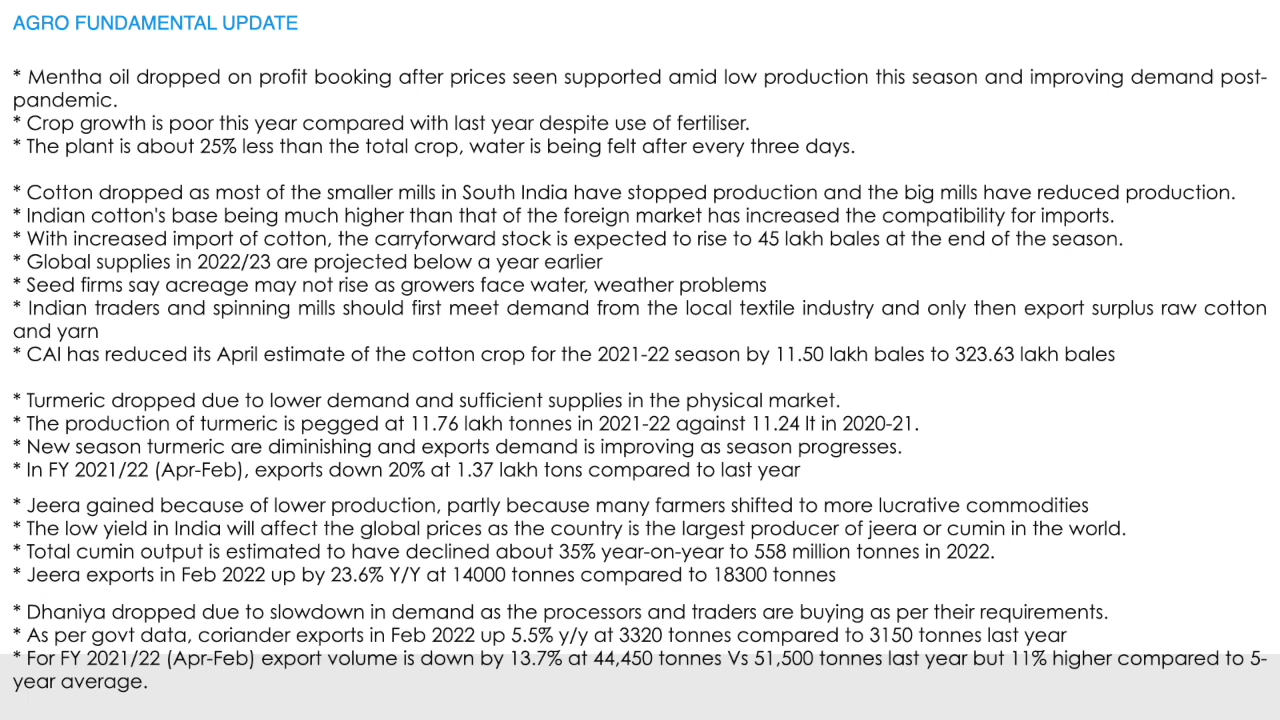 AGRO FUNDAMENTAL UPDATE
* Mentha oil dropped on profit booking after prices seen supported amid low production this season and improving demand post-
pandemic.
* Crop growth is poor this year compared with last year despite use of fertiliser.
* The plant is about 25% less than the total crop, water is being felt after every three days.
* Cotton dropped as most of the smaller mills in South India have stopped production and the big mills have reduced production.
* Indian cotton's base being much higher than that of the foreign market has increased the compatibility for imports.
* With increased import of cotton, the carryforward stock is expected to rise to 45 lakh bales at the end of the season.
* Global supplies in 2022/23 are projected below a year earlier
* Seed firms say acreage may not rise as growers face water, weather problems
* Indian traders and spinning mills should first meet demand from the local textile industry and only then export surplus raw cotton
and yarn
* CAI has reduced its April estimate of the cotton crop for the 2021-22 season by 11.50 lakh bales to 323.63 lakh bales
* Turmeric dropped due to lower demand and sufficient supplies in the physical market.
* The production of turmeric is pegged at 11.76 lakh tonnes in 2021-22 against 11.24 lt in 2020-21.
* New season turmeric are diminishing and exports demand is improving as season progresses.
* In FY 2021/22 (Apr-Feb), exports down 20% at 1.37 lakh tons compared to last year
* Jeera gained because of lower production, partly because many farmers shifted to more lucrative commodities
* The low yield in India will affect the global prices as the country is the largest producer of jeera or cumin in the world.
* Total cumin output is estimated to have declined about 35% year-on-year to 558 million tonnes in 2022.
* Jeera exports in Feb 2022 up by 23.6% Y/Y at 14000 tonnes compared to 18300 tonnes
* Dhaniya dropped due to slowdown in demand as the processors and traders are buying as per their requirements.
* As per govt data, coriander exports in Feb 2022 up 5.5% y/y at 3320 tonnes compared to 3150 tonnes last year
* For FY 2021/22 (Apr-Feb) export volume is down by 13.7% at 44,450 tonnes Vs 51,500 tonnes last year but 11% higher compared to 5-
year average.